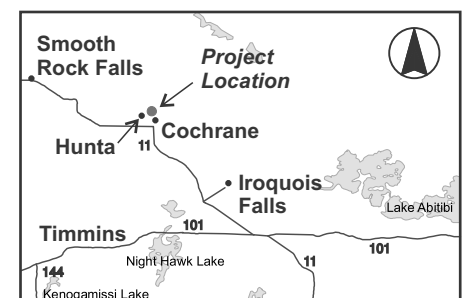 Smooth
Rock Falls
Project
Location
Cochrane
Hunta
11
Iroquois
Falls
Lake Abitibi
Timmins
101
101
Night Hawk Lake
11
144
Kenogamissi Lake